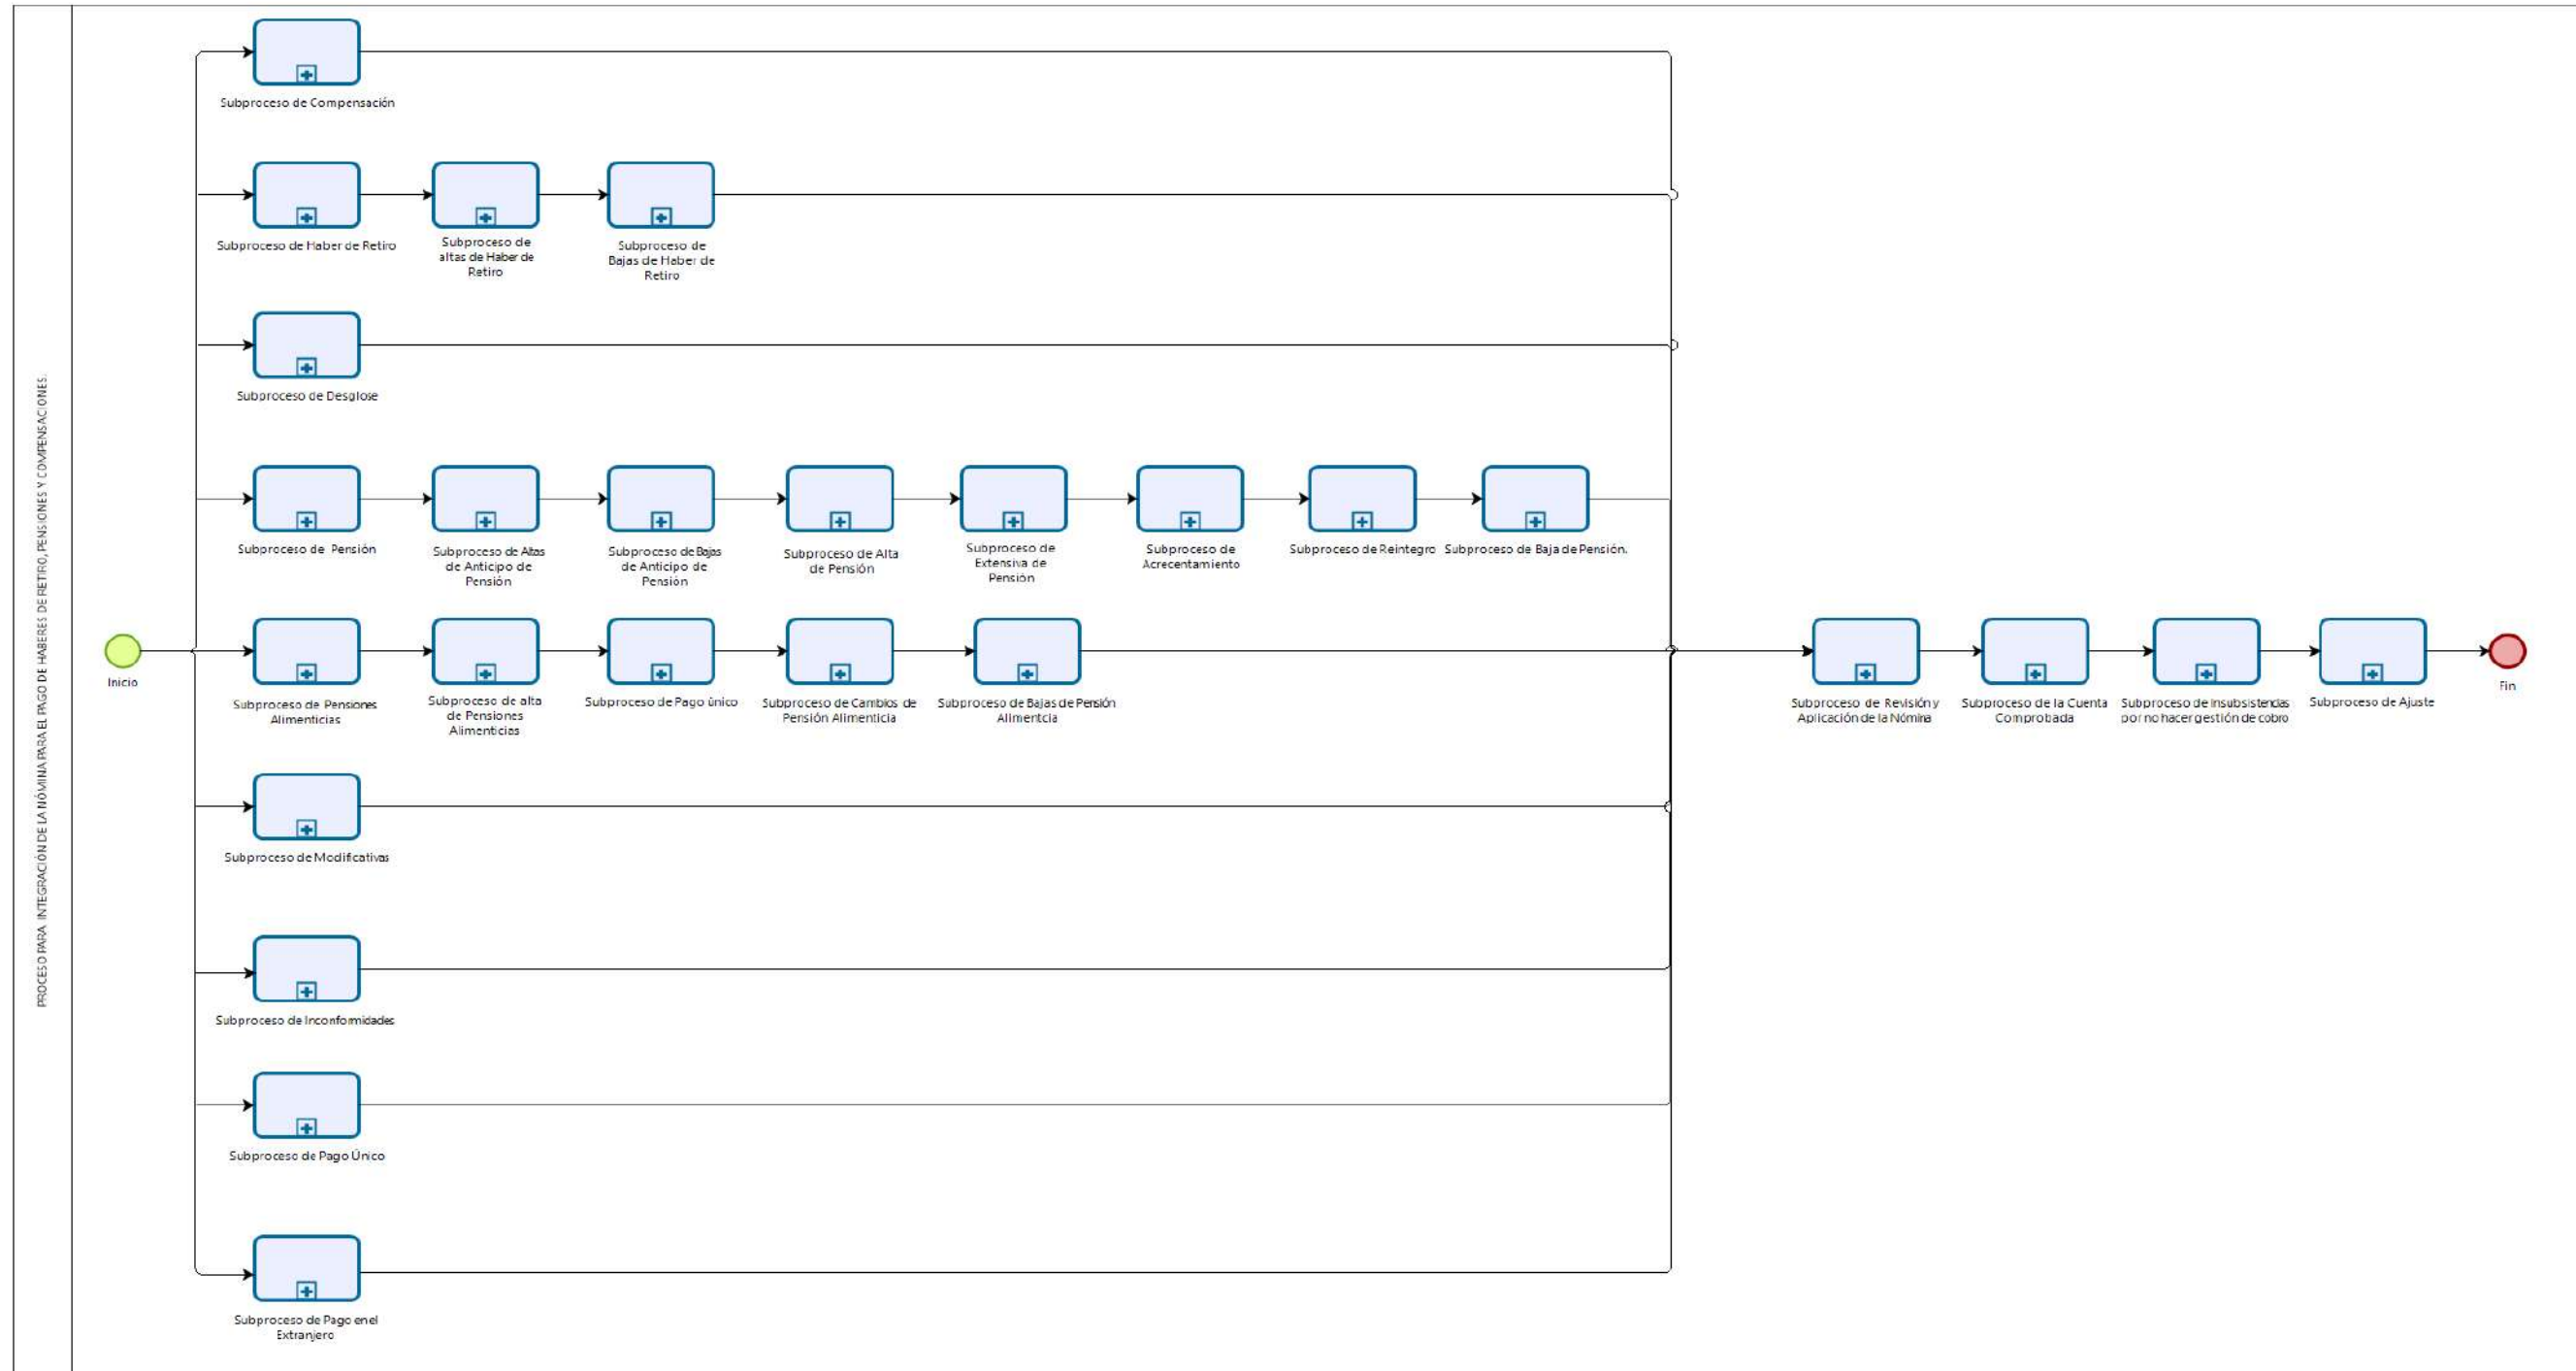 PROCESO PARA INTEGRACIÓN DE LA NÓMINA PARA EL PAGO DE HABERES DE RETIRO, PENSIONES Y COMPENSACIONES.
Subproceso de Compensación
Subproceso de Haber de Retiro
Subproceso de
altas de Haber de
Retiro
Subproceso de
Bajas de Haber de
Retiro
Subproceso de Desglose
Subproceso de Pensión
Subproceso de Altas
de Anticipo de
Pensión
Subproceso de Bajas
de Anticipo de
Pensión
Subproceso de Alta
de Pensión
Subproceso de
Extensiva de
Pensión
Subproceso de
Acrecentamiento
Subproceso de Reintegro
Subproceso de Baja de Pensión.
Inicio
Subproceso de Pensiones
Alimenticias
Subproceso de alta
de Pensiones
Alimenticias
Subproceso de Pago único
Subproceso de Cambios de
Pensión Alimenticia
Subproceso de Bajas de Pensión
Alimentcia
Subproceso de Revisión y
Aplicación de la Nómina
Subproceso de la Cuenta
Comprobada
Subproceso de Insubsistencias
por no hacer gestión de cobro
Subproceso de Ajuste
Fin
Subproceso de Modificativas
Subproceso de Inconformidades
Subproceso de Pago Único
Subproceso de Pago en el
Extranjero